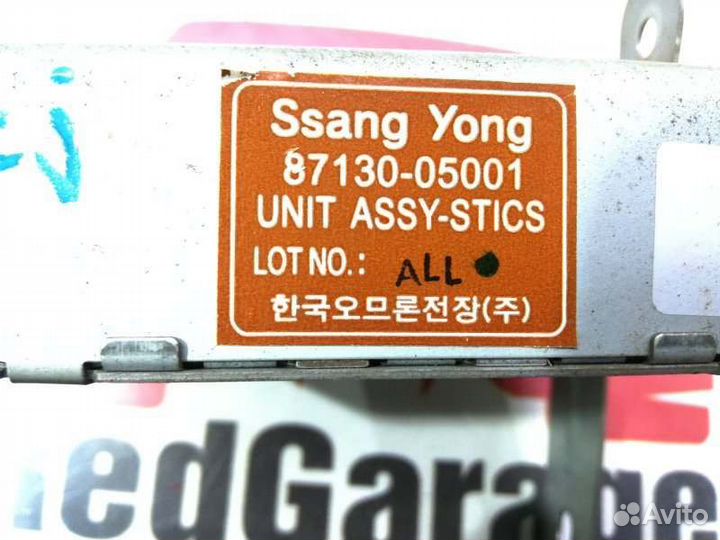 Ssang Yong
87130-05001
UNIT ASSY-STICS
LOT NO.: ALL
한국오므론전장(주)
edGarage
Avito